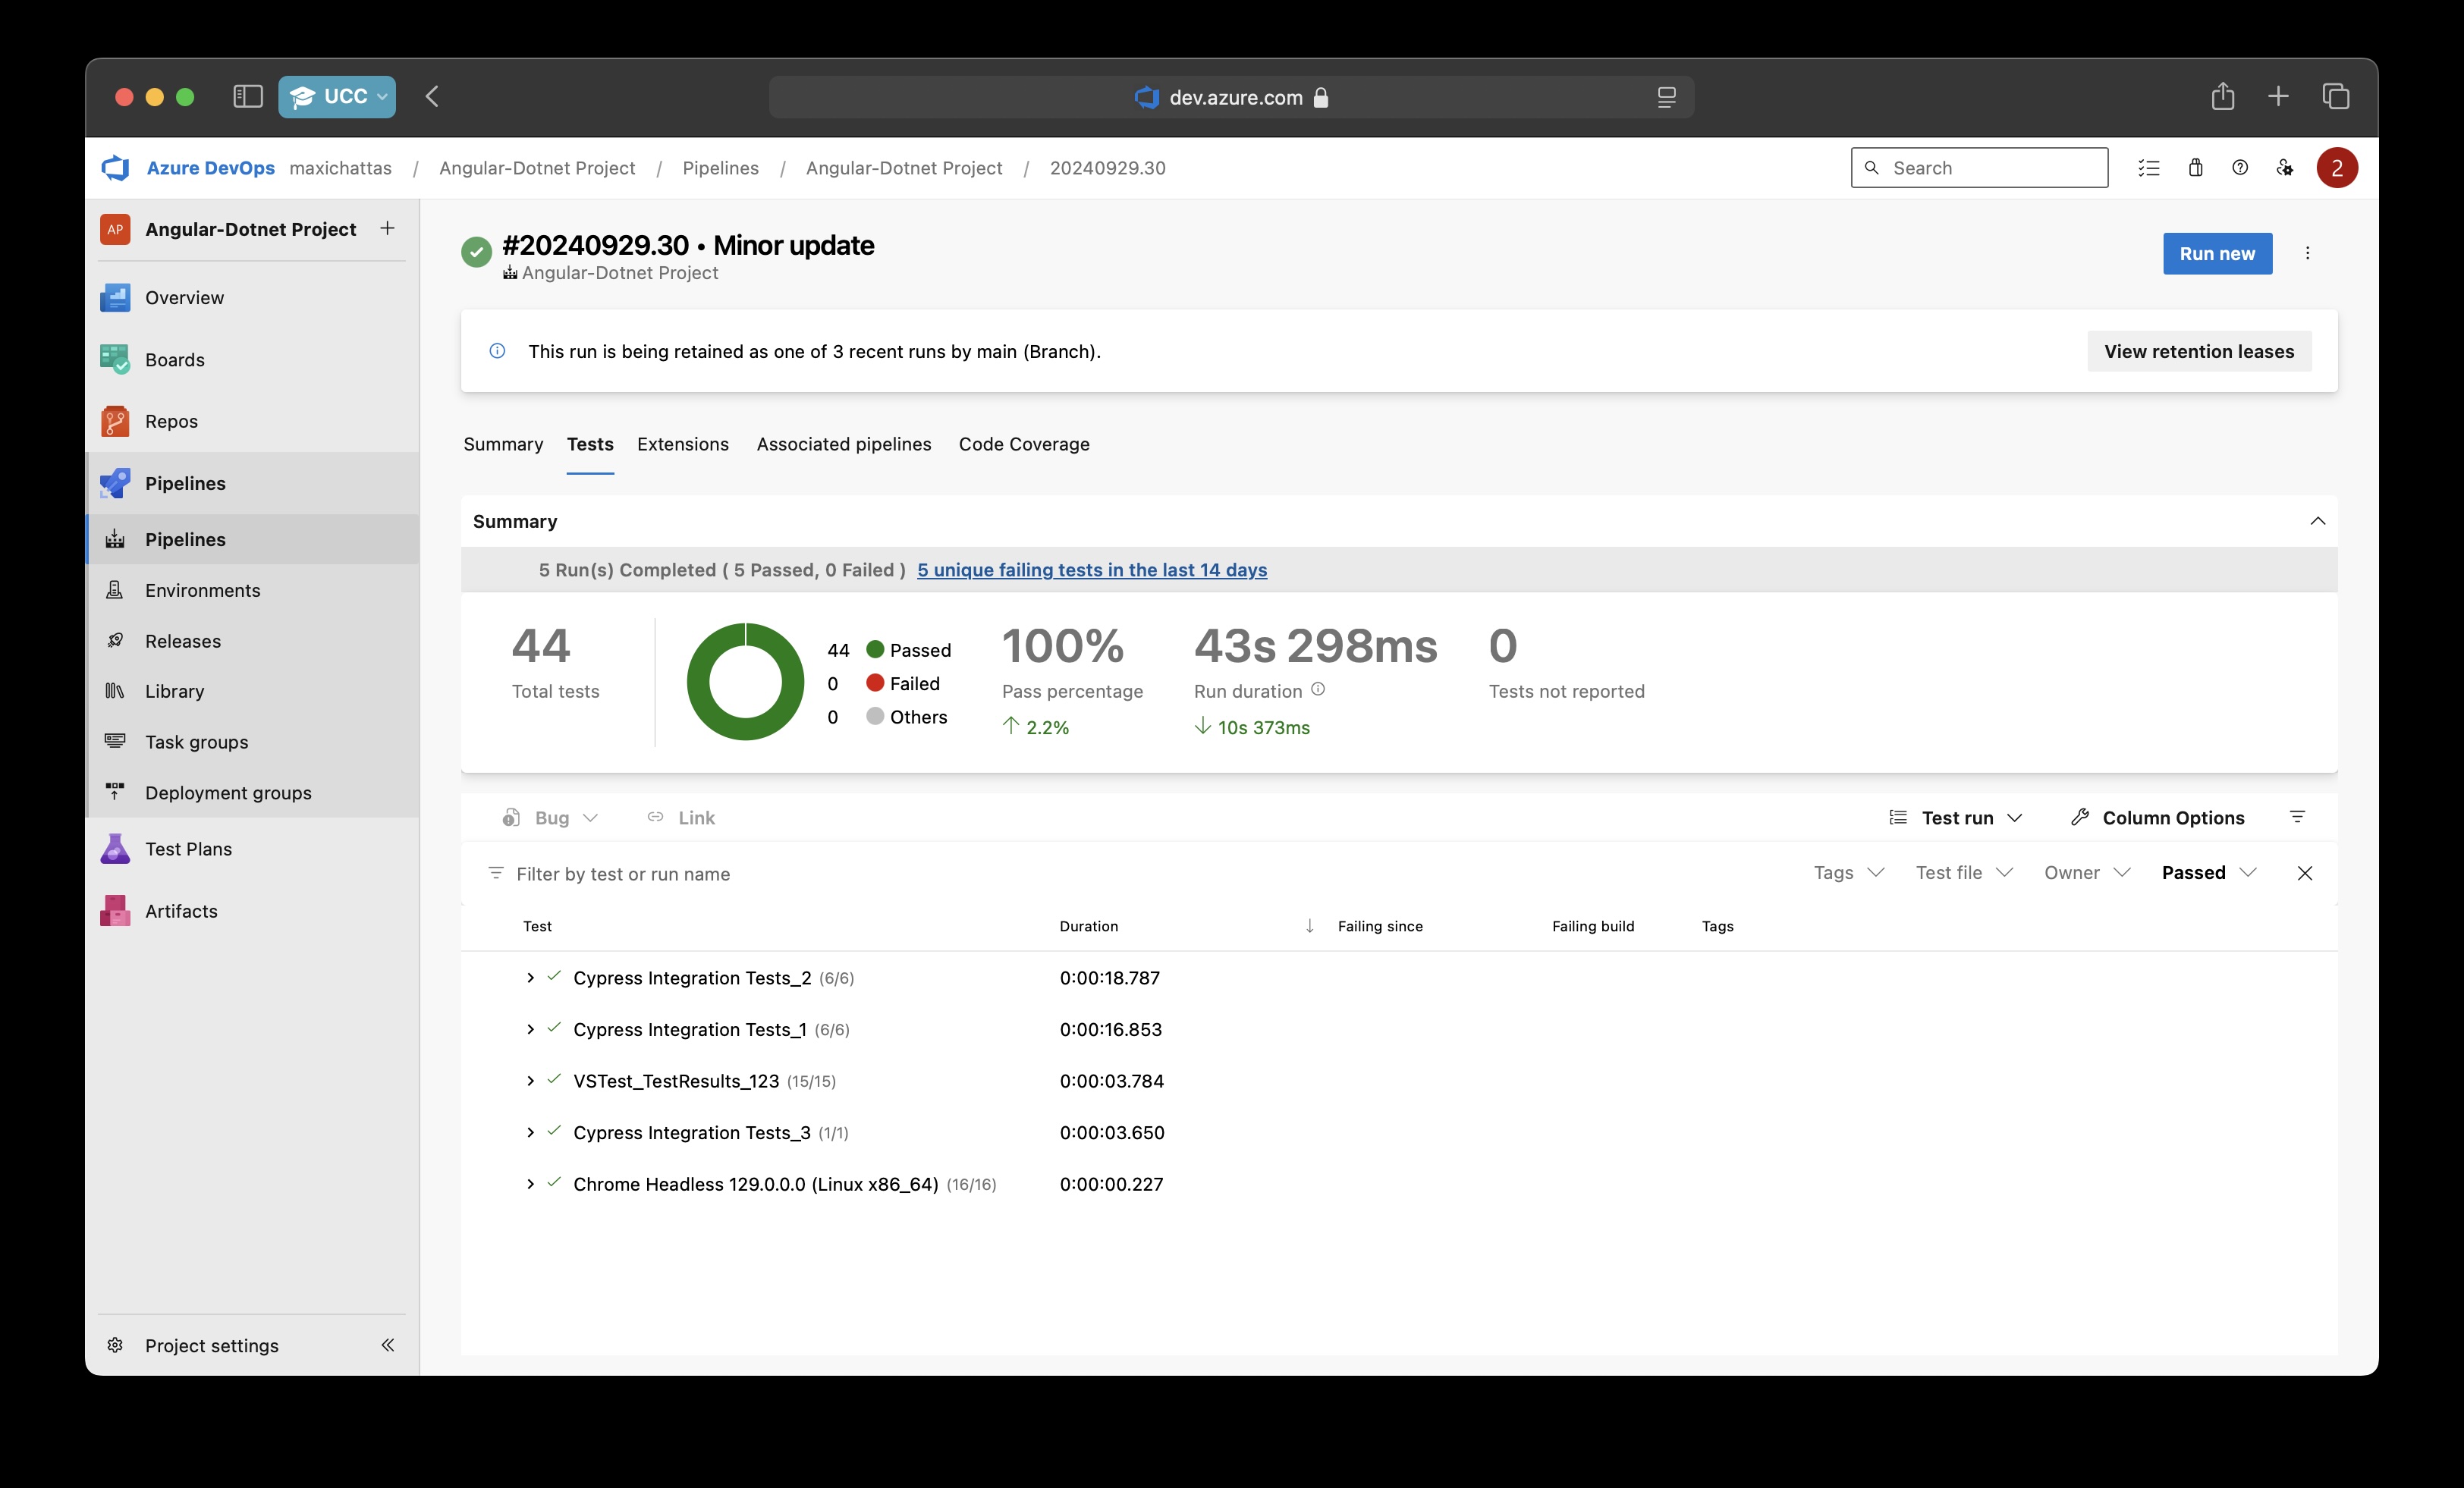 UCC
dev.azure.com
Azure DevOps maxichattas / Angular-Dotnet Project / Pipelines / Angular-Dotnet Project / 20240929.30
Search
2
AP Angular-Dotnet Project
Overview
Boards
Repos
Pipelines
Pipelines
Environments
Releases
Library
Task groups
Deployment groups
Test Plans
Artifacts
Project settings
#20240929.30 • Minor update
Angular-Dotnet Project
Run new
This run is being retained as one of 3 recent runs by main (Branch).
View retention leases
Summary Tests Extensions Associated pipelines Code Coverage
Summary
5 Run(s) Completed ( 5 Passed, 0 Failed ) 5 unique failing tests in the last 14 days
44
Total tests
44 Passed
0 Failed
0 Others
100%
Pass percentage
2.2%
43s 298ms
Run duration
10s 373ms
0
Tests not reported
Bug Link
Test run Column Options
Filter by test or run name
Tags Test file Owner Passed
Test Duration Failing since Failing build Tags
Cypress Integration Tests_2 (6/6) 0:00:18.787
Cypress Integration Tests_1 (6/6) 0:00:16.853
VSTest_TestResults_123 (15/15) 0:00:03.784
Cypress Integration Tests_3 (1/1) 0:00:03.650
Chrome Headless 129.0.0.0 (Linux x86_64) (16/16) 0:00:00.227